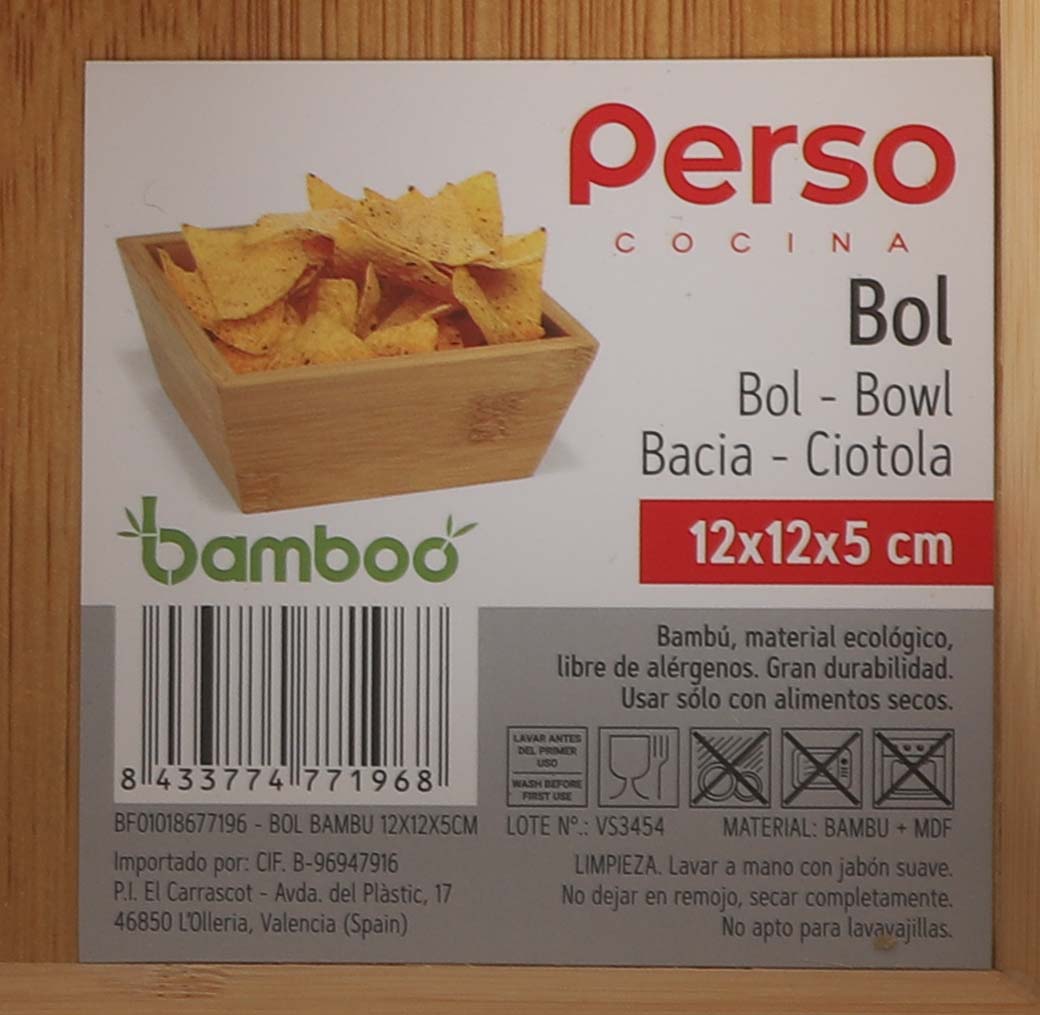 Perso
COCINA
Bol
Bol - Bowl
Bacia - Ciotola
12x12x5 cm
bamboo
Bambú, material ecológico,
libre de alérgenos. Gran durabilidad.
Usar sólo con alimentos secos.
LAVAR ANTES
DEL PRIMER
USO
WASH BEFORE
FIRST USE
8 433774 771968
BF01018677196 - BOL BAMBU 12X12X5CM
LOTE Nº.: VS3454
MATERIAL: BAMBU + MDF
Importado por: CIF. B-96947916
P.I. El Carrascot - Avda. del Plàstic, 17
46850 L'Olleria, Valencia (Spain)
LIMPIEZA. Lavar a mano con jabón suave.
No dejar en remojo, secar completamente.
No apto para lavavajillas.